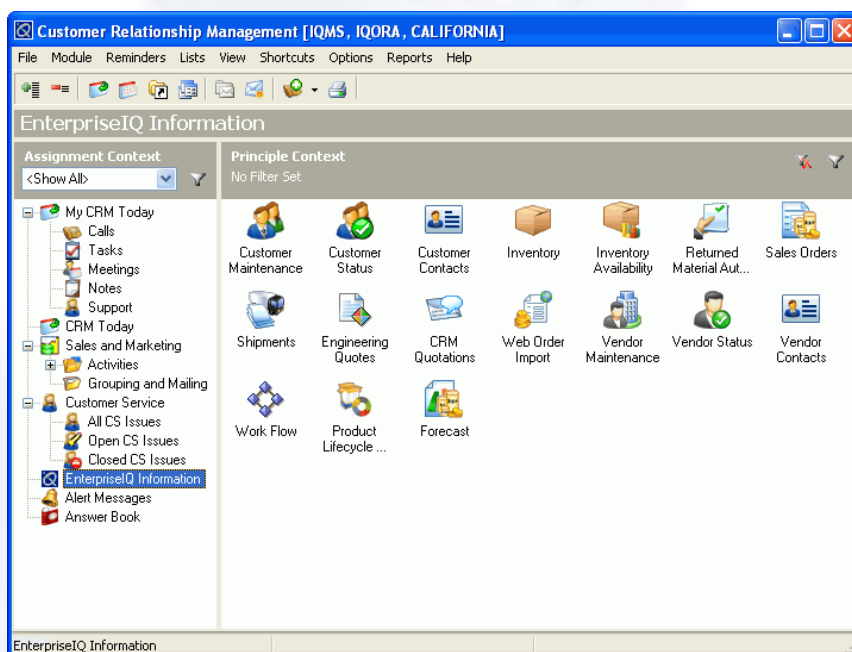 Customer Relationship Management [IQMS, IQORA, CALIFORNIA]
File Module Reminders Lists View Shortcuts Options Reports Help
EnterpriseIQ Information
Assignment Context
<Show All>
Principle Context
No Filter Set
My CRM Today
Calls
Tasks
Meetings
Notes
Support
CRM Today
Sales and Marketing
Activities
Grouping and Mailing
Customer Service
All CS Issues
Open CS Issues
Closed CS Issues
EnterpriseIQ Information
Alert Messages
Answer Book
Customer
Maintenance
Customer
Status
Customer
Contacts
Inventory
Inventory
Availability
Returned
Material Aut...
Sales Orders
Shipments
Engineering
Quotes
CRM
Quotations
Web Order
Import
Vendor
Maintenance
Vendor Status
Vendor
Contacts
Work Flow
Product
Lifecycle ...
Forecast
EnterpriseIQ Information